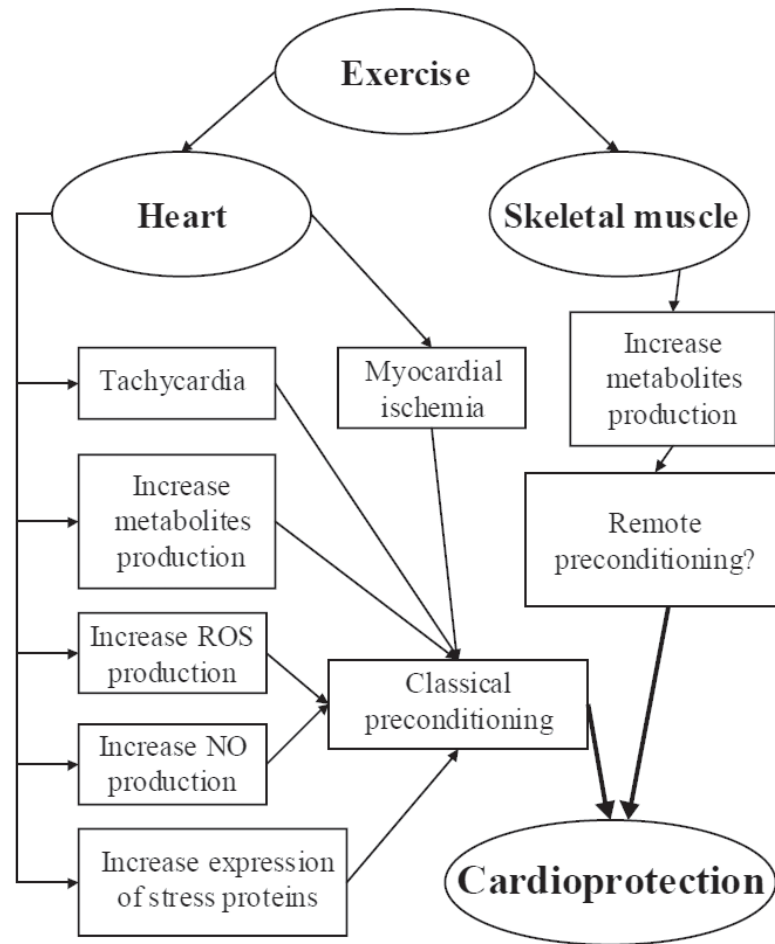 Exercise
Heart
Skeletal muscle
Tachycardia
Myocardial
ischemia
Increase
metabolites
production
Increase
metabolites
production
Remote
preconditioning?
Increase ROS
production
Classical
preconditioning
Increase NO
production
Increase expression
of stress proteins
Cardioprotection